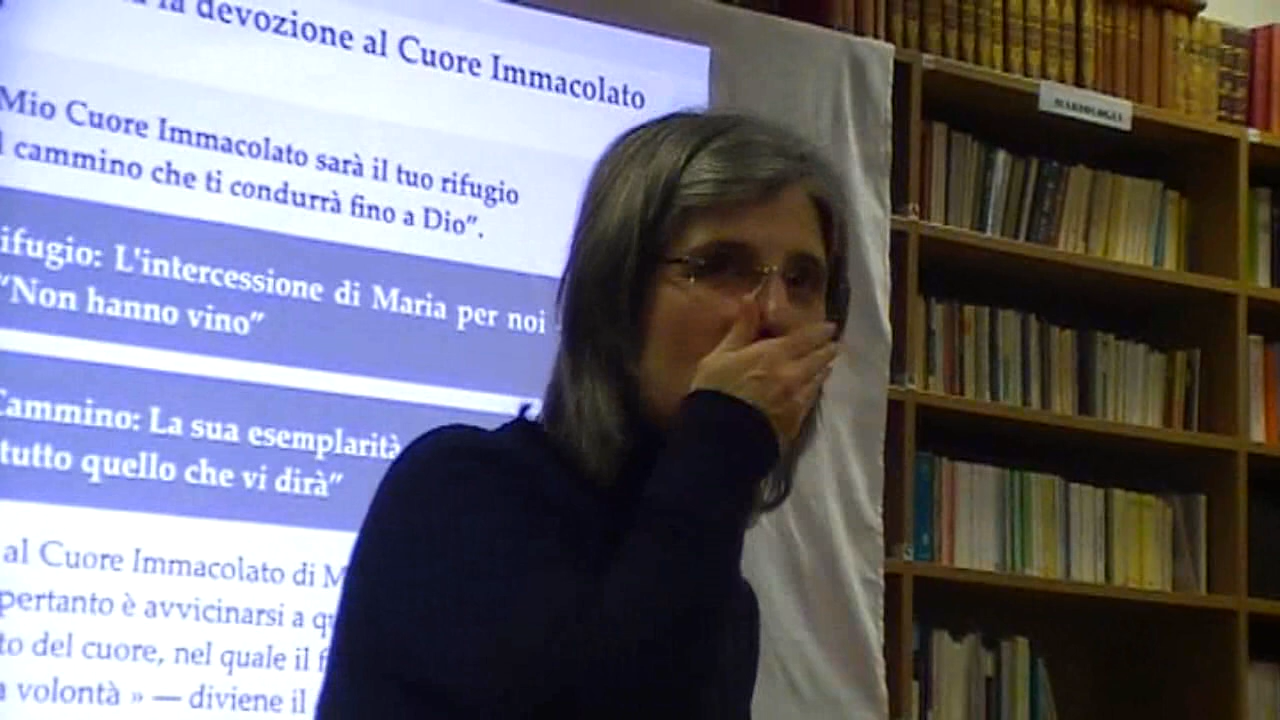 la devozione al Cuore Immacolato
Mio Cuore Immacolato sarà il tuo rifugio
cammino che ti condurrà fino a Dio”.
ifugio: L'intercessione di Maria per noi
“Non hanno vino”
Cammino: La sua esemplarità
tutto quello che vi dirà”
al Cuore Immacolato di M
pertanto è avvicinarsi a qu
to del cuore, nel quale il f
a volontà » — diviene il
MARIOLOGIA